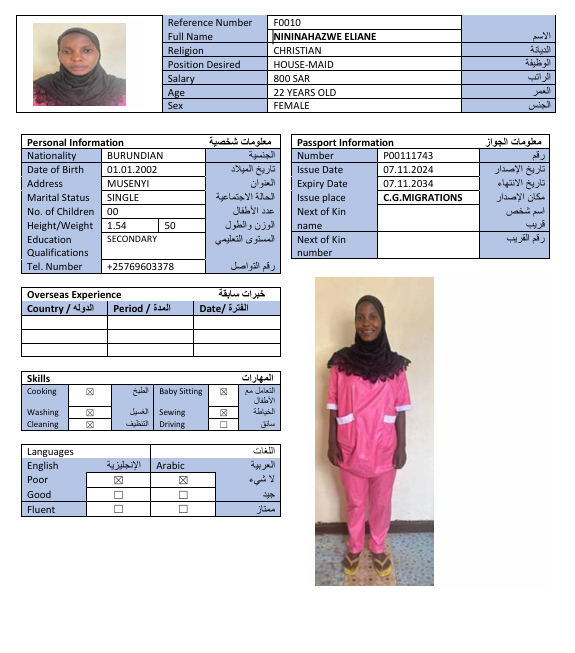 Reference Number F0010
Full Name NININAHAZWE ELIANE الاسم
Religion CHRISTIAN الديانة
Position Desired HOUSE-MAID الوظيفة
Salary 800 SAR الراتب
Age 22 YEARS OLD العمر
Sex FEMALE الجنس
Personal Information معلومات شخصية
Nationality BURUNDIAN الجنسية
Date of Birth 01.01.2002 تاريخ الميلاد
Address MUSENYI العنوان
Marital Status SINGLE الحالة الاجتماعية
No. of Children 00 عدد الأطفال
Height/Weight 1.54 50 الوزن والطول
Education SECONDARY المستوى التعليمي
Qualifications
Tel. Number +25769603378 رقم التواصل
Passport Information معلومات الجواز
Number P00111743 رقم
Issue Date 07.11.2024 تاريخ الإصدار
Expiry Date 07.11.2034 تاريخ الانتهاء
Issue place C.G.MIGRATIONS مكان الإصدار
Next of Kin اسم شخص
name قريب
Next of Kin رقم القريب
number
Overseas Experience خبرات سابقة
Country / الدوله Period / المدة Date/ الفترة
Skills المهارات
Cooking ☒ الطبخ Baby Sitting ☒ التعامل مع
الأطفال
Washing ☒ الغسيل Sewing ☒ الخياطة
Cleaning ☒ التنظيف Driving ☐ سائق
Languages اللغات
English الإنجليزية Arabic العربية
Poor ☒ ☒ لا شيء
Good ☐ ☐ جيد
Fluent ☐ ☐ ممتاز